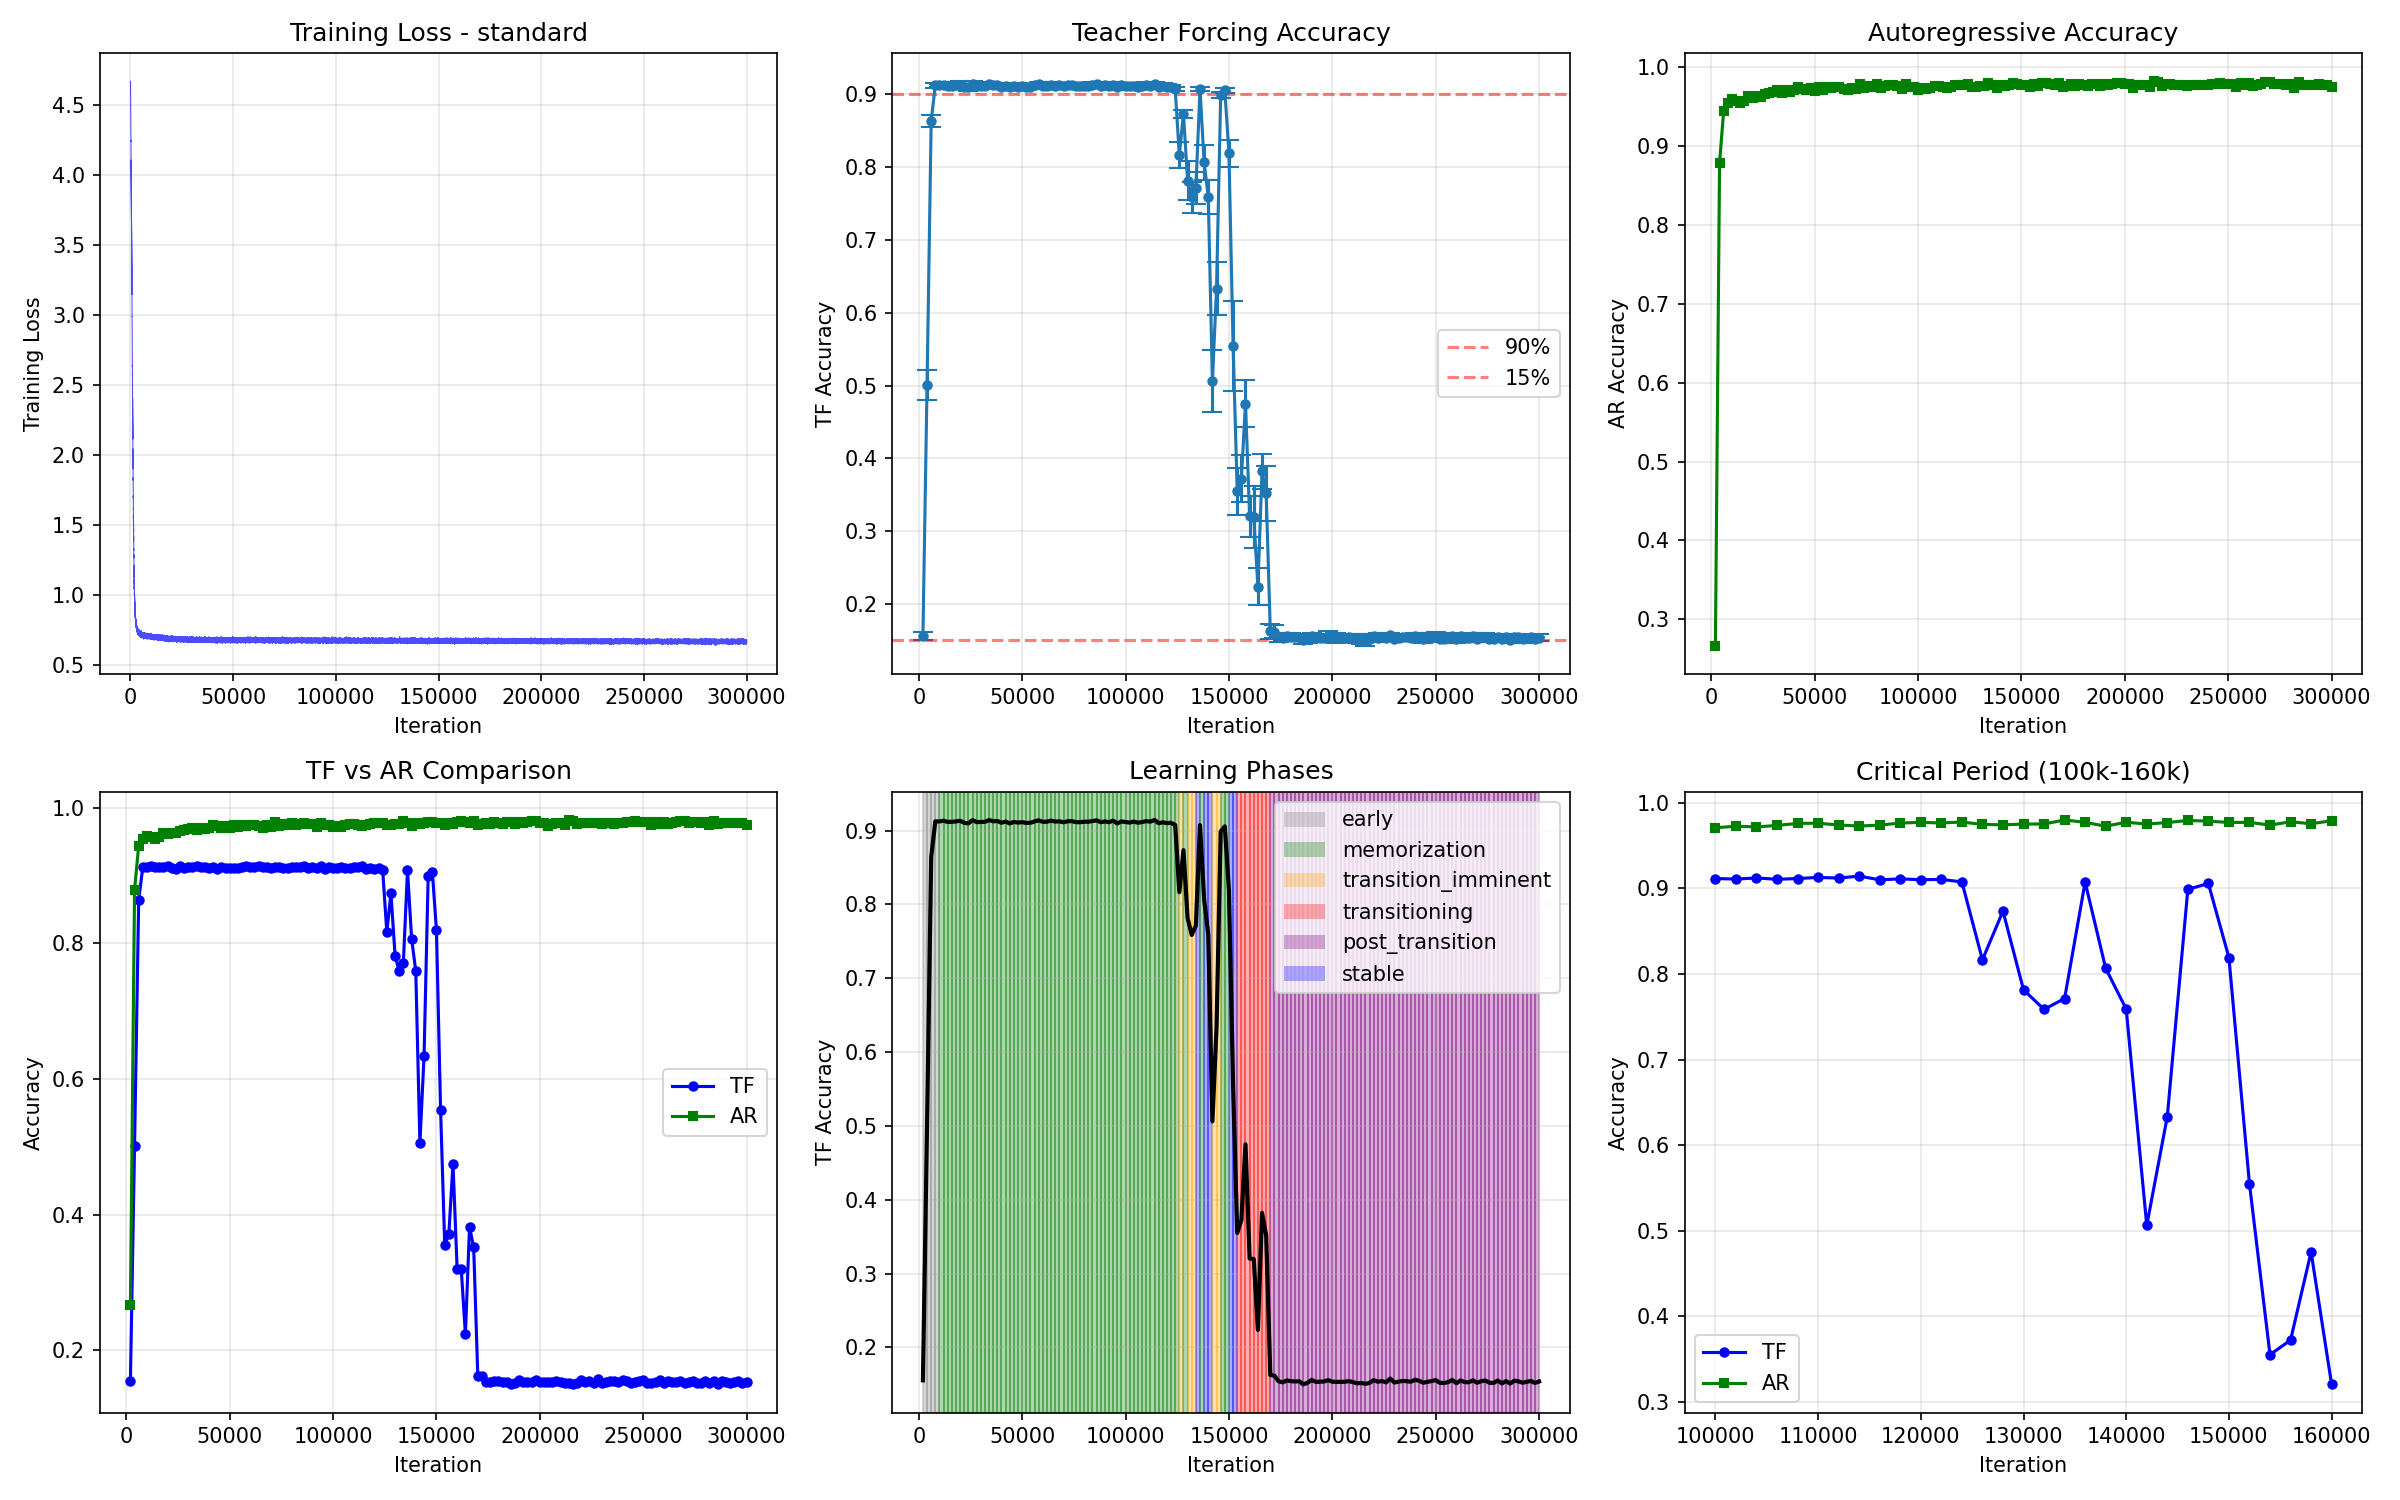 Training Loss - standard
Training Loss
4.5
4.0
3.5
3.0
2.5
2.0
1.5
1.0
0.5
0 50000 100000 150000 200000 250000 300000
Iteration
Teacher Forcing Accuracy
TF Accuracy
0.9
0.8
0.7
0.6
0.5
0.4
0.3
0.2
90%
15%
0 50000 100000 150000 200000 250000 300000
Iteration
Autoregressive Accuracy
AR Accuracy
1.0
0.9
0.8
0.7
0.6
0.5
0.4
0.3
0 50000 100000 150000 200000 250000 300000
Iteration
TF vs AR Comparison
Accuracy
1.0
0.8
0.6
0.4
0.2
TF
AR
0 50000 100000 150000 200000 250000 300000
Iteration
Learning Phases
TF Accuracy
0.9
0.8
0.7
0.6
0.5
0.4
0.3
0.2
early
memorization
transition_imminent
transitioning
post_transition
stable
0 50000 100000 150000 200000 250000 300000
Iteration
Critical Period (100k-160k)
Accuracy
1.0
0.9
0.8
0.7
0.6
0.5
0.4
0.3
TF
AR
100000 110000 120000 130000 140000 150000 160000
Iteration